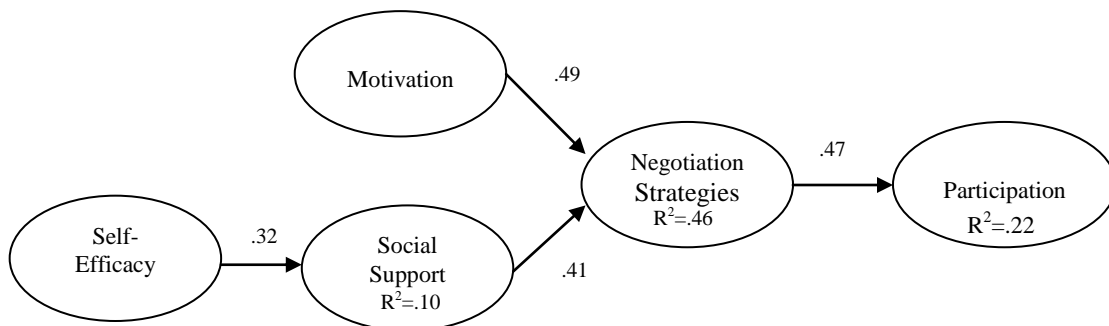 Motivation
.49
Negotiation
Strategies
R²=.46
.47
Participation
R²=.22
Self-
Efficacy
.32
Social
Support
R²=.10
.41